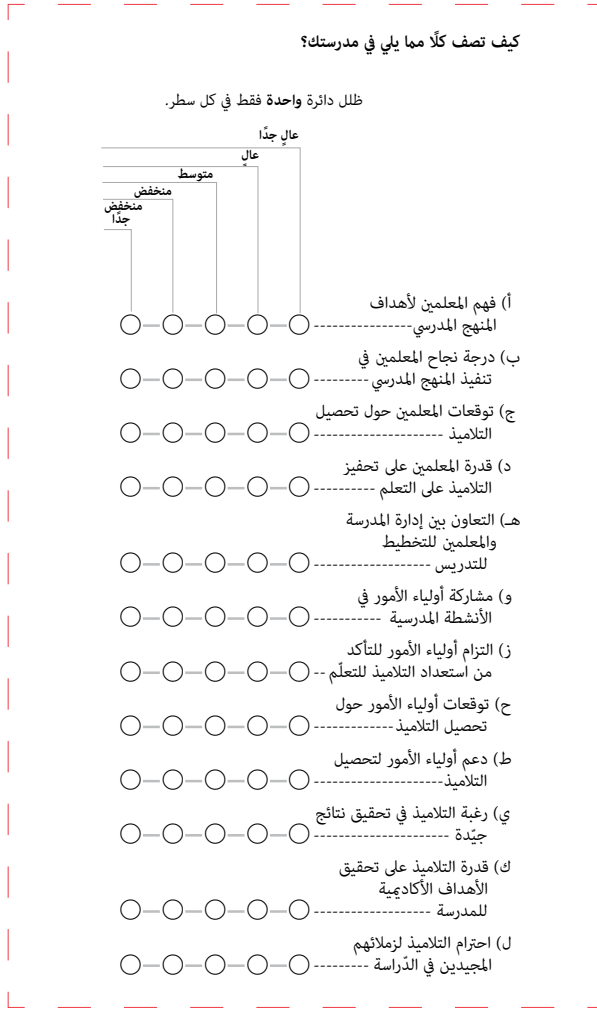 كيف تصف كلًا مما يلي في مدرستك؟
ظلل دائرة واحدة فقط في كل سطر.
عالٍ جدًا
عالٍ
متوسط
منخفض
منخفض
جدًا
أ) فهم المعلمين لأهداف
المنهج المدرسي----------------
ب) درجة نجاح المعلمين في
تنفيذ المنهج المدرسي ---------
ج) توقعات المعلمين حول تحصيل
التلاميذ ---------------------
د) قدرة المعلمين على تحفيز
التلاميذ على التعلم ----------
هـ) التعاون بين إدارة المدرسة
والمعلمين للتخطيط
للتدريس -------------------
و) مشاركة أولياء الأمور في
الأنشطة المدرسية -----------
ز) التزام أولياء الأمور للتأكد
من استعداد التلاميذ للتعلّم --
ح) توقعات أولياء الأمور حول
تحصيل التلاميذ-------------
ط) دعم أولياء الأمور لتحصيل
التلاميذ---------------------
ي) رغبة التلاميذ في تحقيق نتائج
جيّدة ----------------------
ك) قدرة التلاميذ على تحقيق
الأهداف الأكاديمية
للمدرسة -------------------
ل) احترام التلاميذ لزملائهم
المجيدين في الدّراسة ---------